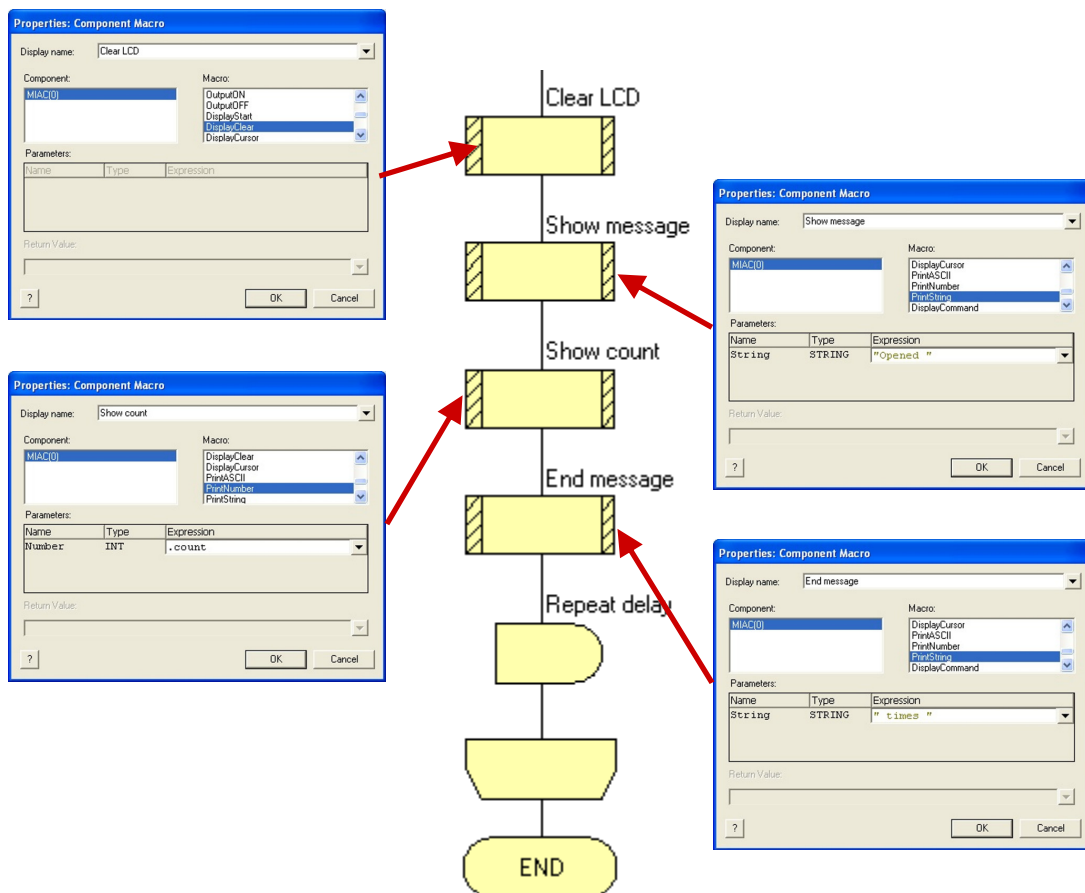 Properties: Component Macro
Display name: Clear LCD
Component: Macro:
MIAC(0)
OutputON
OutputOFF
DisplayStart
DisplayClear
DisplayCursor
Parameters:
Name Type Expression
Return Value:
? OK Cancel
Clear LCD
Show message
Show count
End message
Repeat delay
END
Properties: Component Macro
Display name: Show message
Component: Macro:
MIAC(0)
DisplayCursor
PrintASCII
PrintNumber
PrintString
DisplayCommand
Parameters:
Name Type Expression
String STRING "Opened "
Return Value:
? OK Cancel
Properties: Component Macro
Display name: Show count
Component: Macro:
MIAC(0)
DisplayClear
DisplayCursor
PrintASCII
PrintNumber
PrintString
Parameters:
Name Type Expression
Number INT .count
Return Value:
? OK Cancel
Properties: Component Macro
Display name: End message
Component: Macro:
MIAC(0)
DisplayCursor
PrintASCII
PrintNumber
PrintString
DisplayCommand
Parameters:
Name Type Expression
String STRING " times "
Return Value:
? OK Cancel